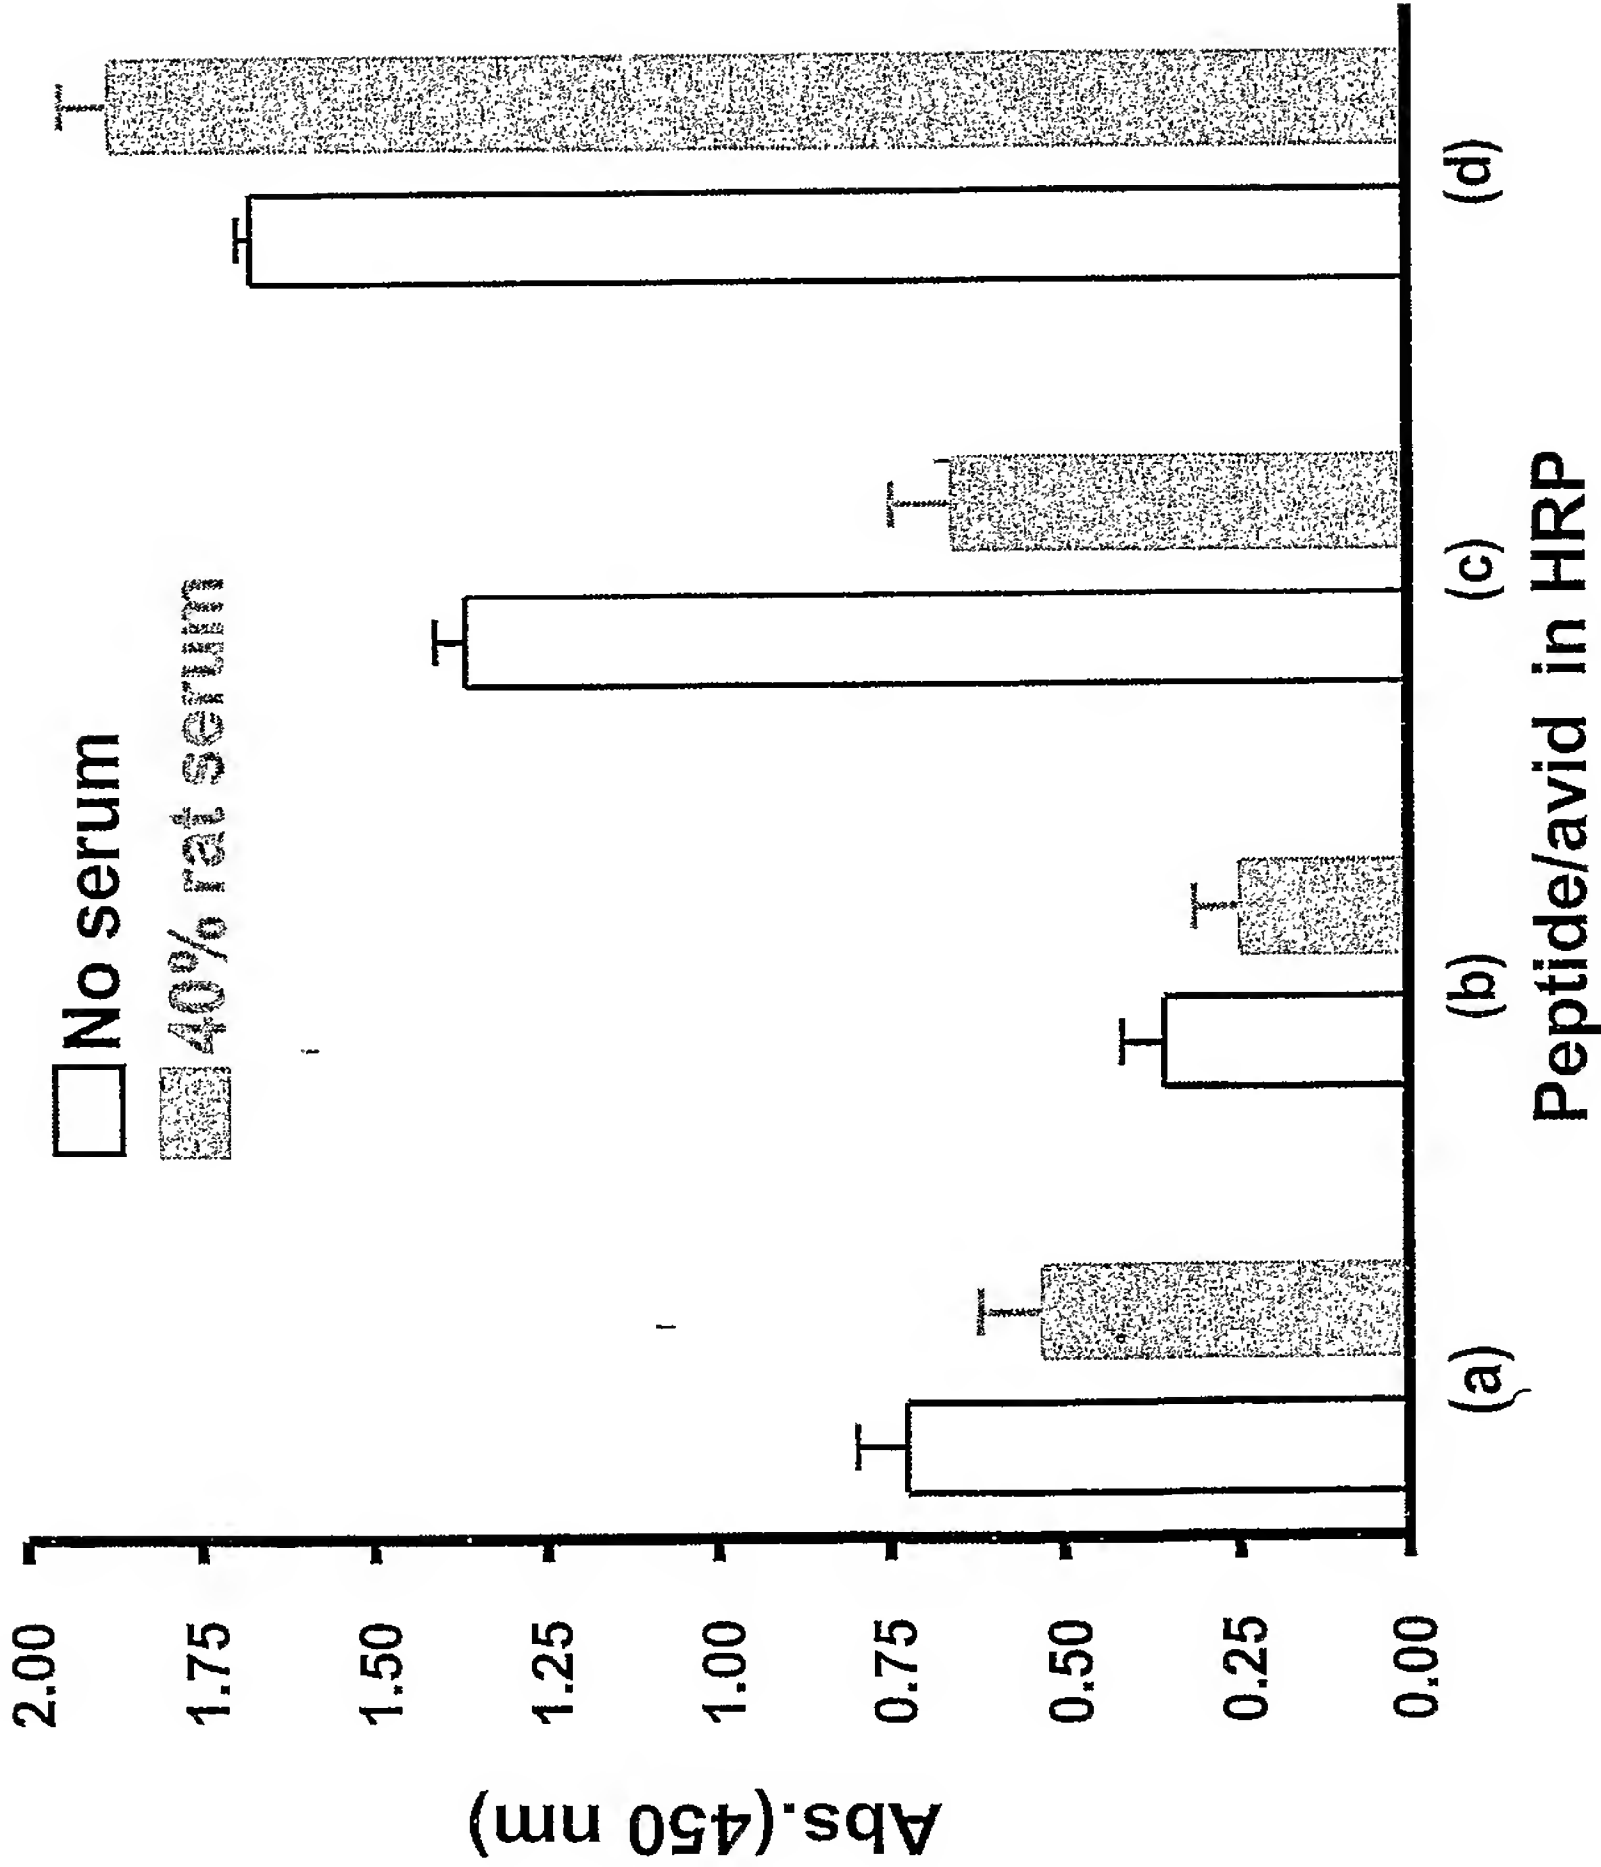 No serum
40% rat serum
Abs.(450 nm)
2.00
1.75
1.50
1.25
1.00
0.75
0.50
0.25
0.00
(a)
(b)
(c)
(d)
Peptide/avid in HRP